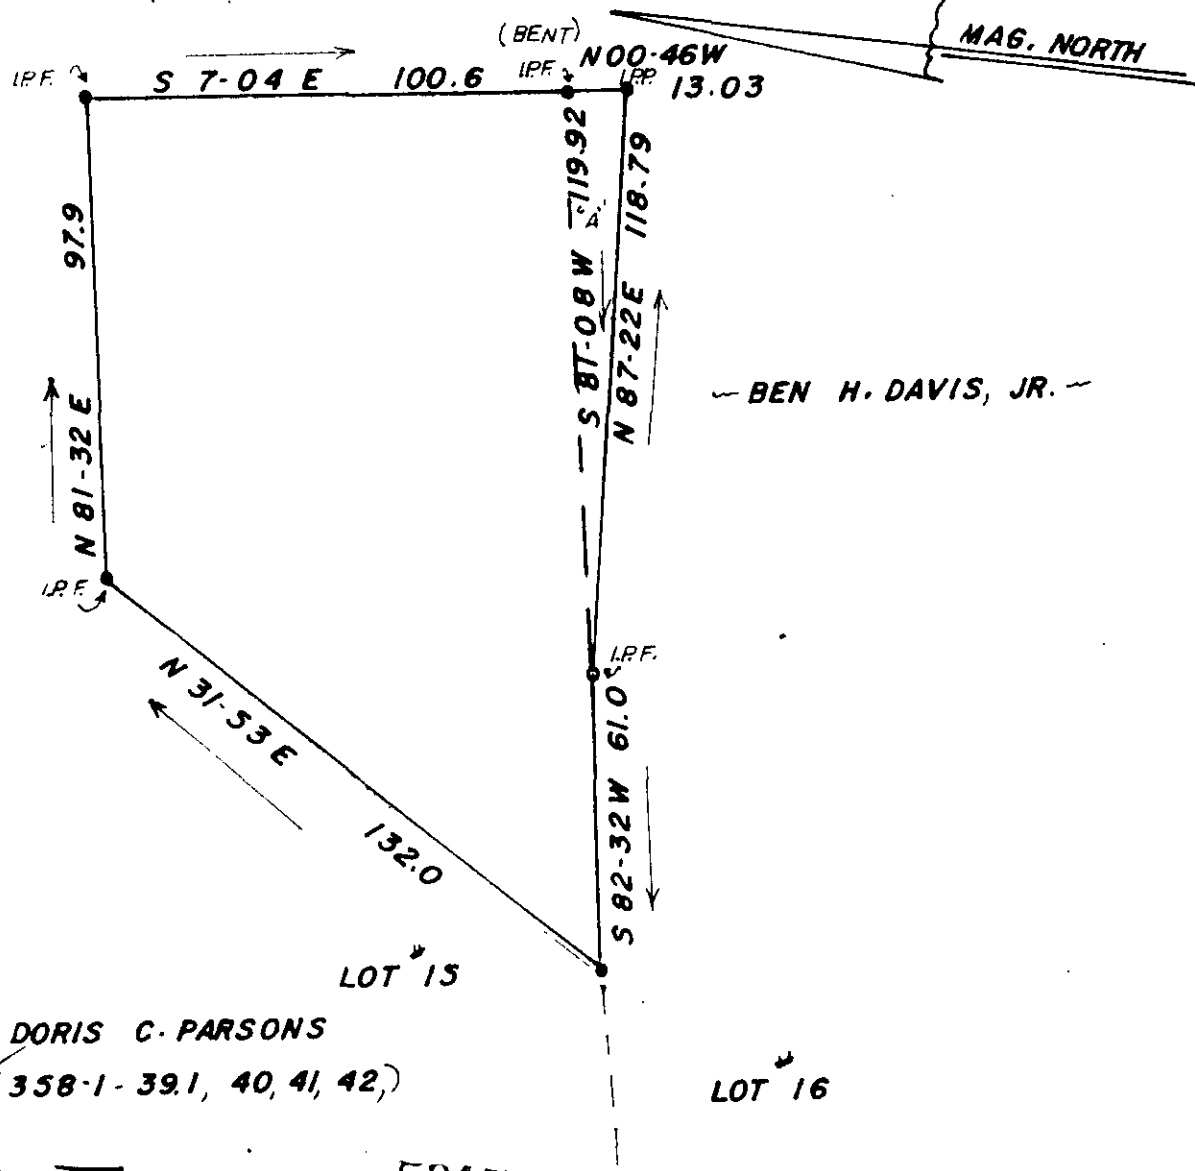 (BENT)
MAG. NORTH
I.P.F.
S 7-04 E 100.6
I.P.F.
N00-46W
I.P.P.
13.03
97.9
N 81-32 E
S 81-08 W 119.92
"A"
N 87-22E 118.79
~ BEN H. DAVIS, JR. ~
I.P.F.
I.P.F.
N 31-53 E 132.0
S 82-32 W 61.0
LOT #15
DORIS C. PARSONS
358-1-39.1, 40, 41, 42,)
LOT #16